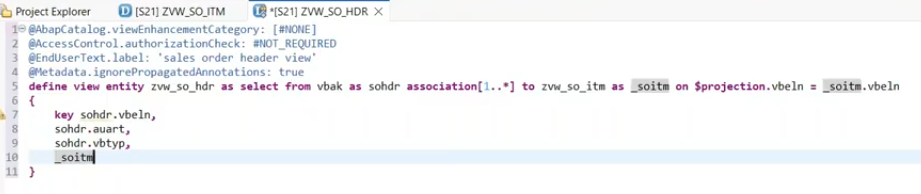 Project Explorer [S21] ZVW_SO_ITM *[S21] ZVW_SO_HDR
1 @AbapCatalog.viewEnhancementCategory: [#NONE]
2 @AccessControl.authorizationCheck: #NOT_REQUIRED
3 @EndUserText.label: 'sales order header view'
4 @Metadata.ignorePropagatedAnnotations: true
5 define view entity zvw_so_hdr as select from vbak as sohdr association[1..*] to zvw_so_itm as _soitm on $projection.vbeln = _soitm.vbeln
6 {
7 key sohdr.vbeln,
8 sohdr.auart,
9 sohdr.vbtyp,
10 _soitm
11 }